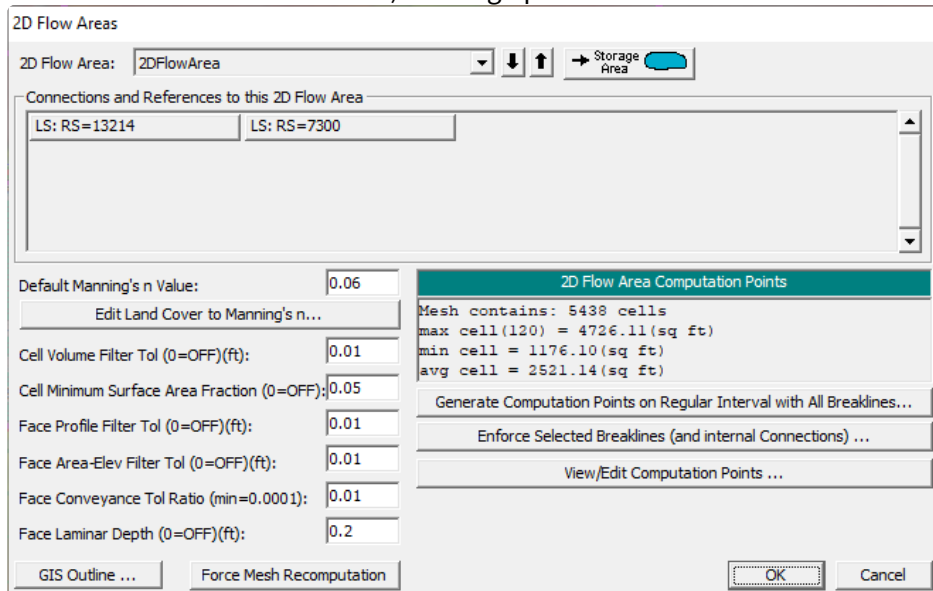 2D Flow Areas
2D Flow Area: 2DFlowArea Storage Area
Connections and References to this 2D Flow Area
LS: RS=13214 LS: RS=7300
Default Manning's n Value: 0.06
Edit Land Cover to Manning's n...
Cell Volume Filter Tol (0=OFF)(ft): 0.01
Cell Minimum Surface Area Fraction (0=OFF): 0.05
Face Profile Filter Tol (0=OFF)(ft): 0.01
Face Area-Elev Filter Tol (0=OFF)(ft): 0.01
Face Conveyance Tol Ratio (min=0.0001): 0.01
Face Laminar Depth (0=OFF)(ft): 0.2
2D Flow Area Computation Points
Mesh contains: 5438 cells
max cell(120) = 4726.11(sq ft)
min cell = 1176.10(sq ft)
avg cell = 2521.14(sq ft)
Generate Computation Points on Regular Interval with All Breaklines...
Enforce Selected Breaklines (and internal Connections) ...
View/Edit Computation Points ...
GIS Outline ... Force Mesh Recomputation OK Cancel